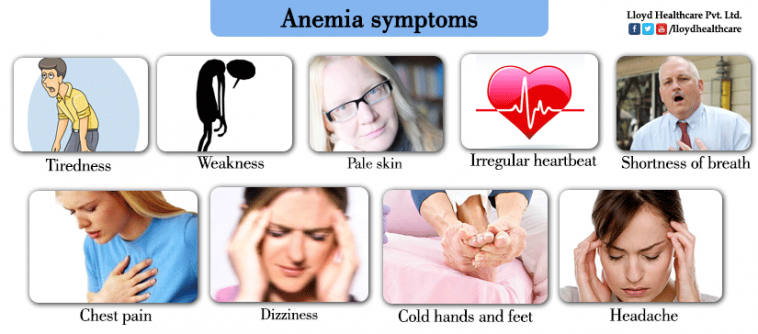 Anemia symptoms
Lloyd Healthcare Pvt. Ltd.
/lloydhealthcare
Tiredness
Weakness
Pale skin
Irregular heartbeat
Shortness of breath
Chest pain
Dizziness
Cold hands and feet
Headache